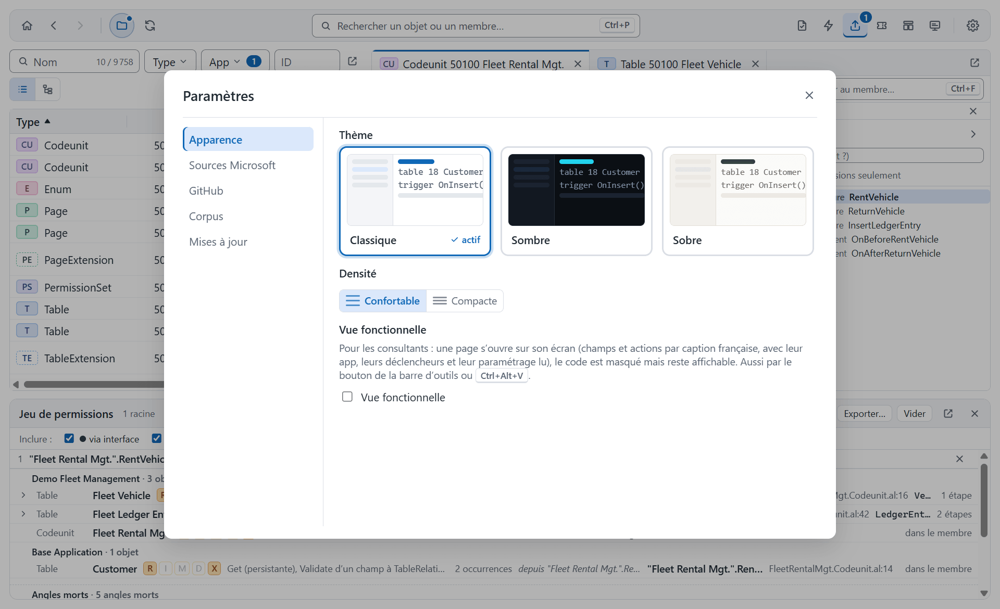 Rechercher un objet ou un membre...
Ctrl+P
1
Nom
10 / 9 758
Type
App
1
ID
CU
Codeunit 50100 Fleet Rental Mgt.
T
Table 50100 Fleet Vehicle
au membre...
Ctrl+F
Type
CU Codeunit 50
CU Codeunit 50
E Enum 50
P Page 50
P Page 50
PE PageExtension 50
PS PermissionSet 50
T Table 50
T Table 50
TE TableExtension 50
t ?)
sions seulement
re RentVehicle
re ReturnVehicle
re InsertLedgerEntry
ent OnBeforeRentVehicle
ent OnAfterReturnVehicle
Paramètres
Apparence
Sources Microsoft
GitHub
Corpus
Mises à jour
Thème
table 18 Customer
trigger OnInsert(
Classique
✓ actif
table 18 Customer
trigger OnInsert()
Sombre
table 18 Customer
trigger OnInsert()
Sobre
Densité
Confortable
Compacte
Vue fonctionnelle
Pour les consultants : une page s’ouvre sur son écran (champs et actions par caption française, avec leur
app, leurs déclencheurs et leur paramétrage lu), le code est masqué mais reste affichable. Aussi par le
bouton de la barre d’outils ou Ctrl+Alt+V.
Vue fonctionnelle
Jeu de permissions 1 racine
Exporter...
Vider
Inclure : via interface
1 "Fleet Rental Mgt.".RentVehic
Demo Fleet Management · 3 ob
Table Fleet Vehicle R
Mgt.Codeunit.al:16 Ve... 1 étape
Table Fleet Ledger En
nit.al:42 LedgerEnt... 2 étapes
Codeunit Fleet Rental Mg
dans le membre
Base Application · 1 objet
Table Customer R I M D X Get (persistante), Validate d’un champ à TableRelati... 2 occurrences depuis "Fleet Rental Mgt.".Re... "Fleet Rental Mgt.".Ren... FleetRentalMgt.Codeunit.al:14 dans le membre
Angles morts · 5 angles morts